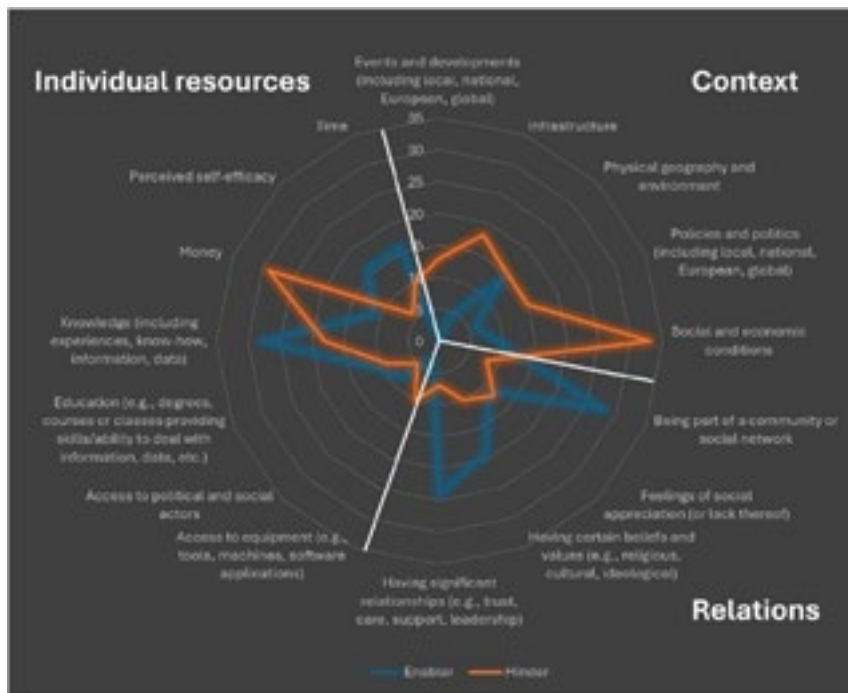 Individual resources
Context
Events and developments
(including local, national,
European, global)
Infrastructure
Physical geography and
environment
Policies and politics
(including local, national,
European, global)
Social and economic
conditions
Being part of a community or
social network
Feelings of social
appreciation (or lack thereof)
Having certain beliefs and
values (e.g., religious,
cultural, ideological)
Relations
Having significant
relationships (e.g., trust,
care, support, leadership)
Access to equipment (e.g.,
tools, machines, software
applications)
Access to political and social
actors
Education (e.g., degrees,
courses or classes providing
skills/ability to deal with
information, data, etc.)
Knowledge (including
experiences, know how,
information, data)
Money
Perceived self-efficacy
Time
35
30
25
20
0
Enabler
Hinder